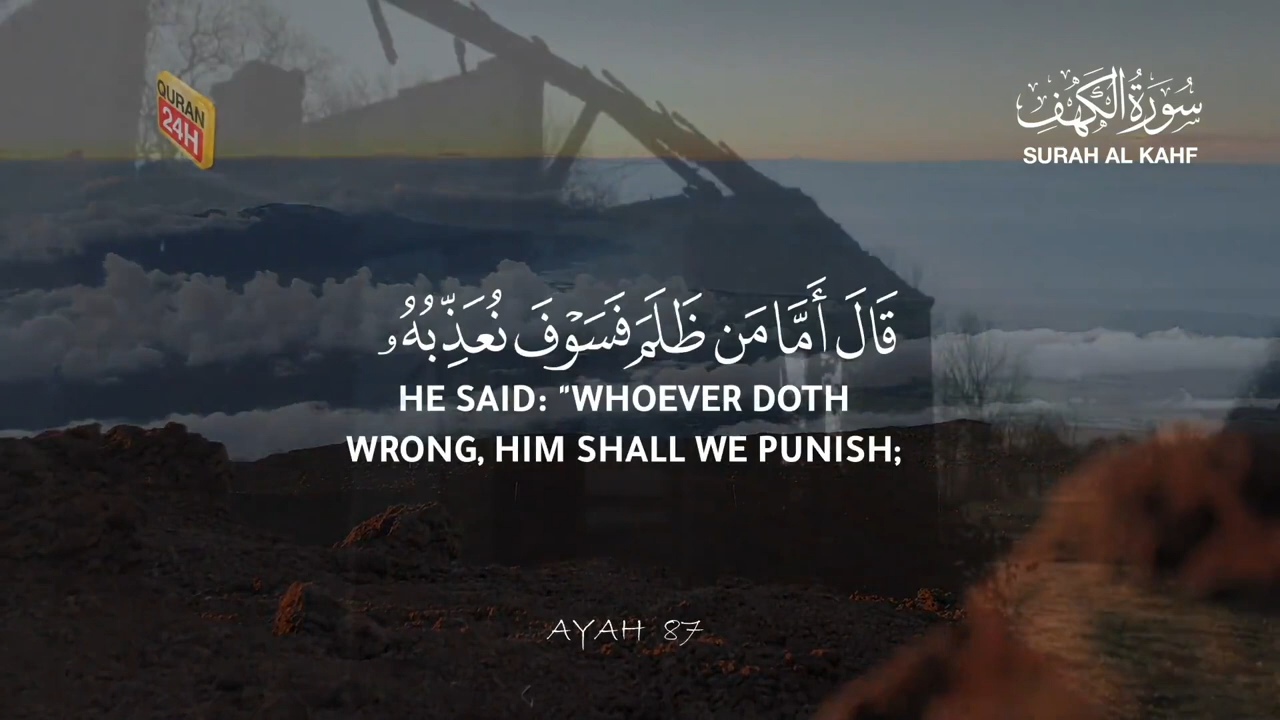 QURAN
24H
سُورَةُ الكَهْفِ
SURAH AL KAHF
قَالَ أَمَّا مَن ظَلَمَ فَسَوْفَ نُعَذِّبُهُۥ
HE SAID: "WHOEVER DOTH
WRONG, HIM SHALL WE PUNISH;
AYAH 87